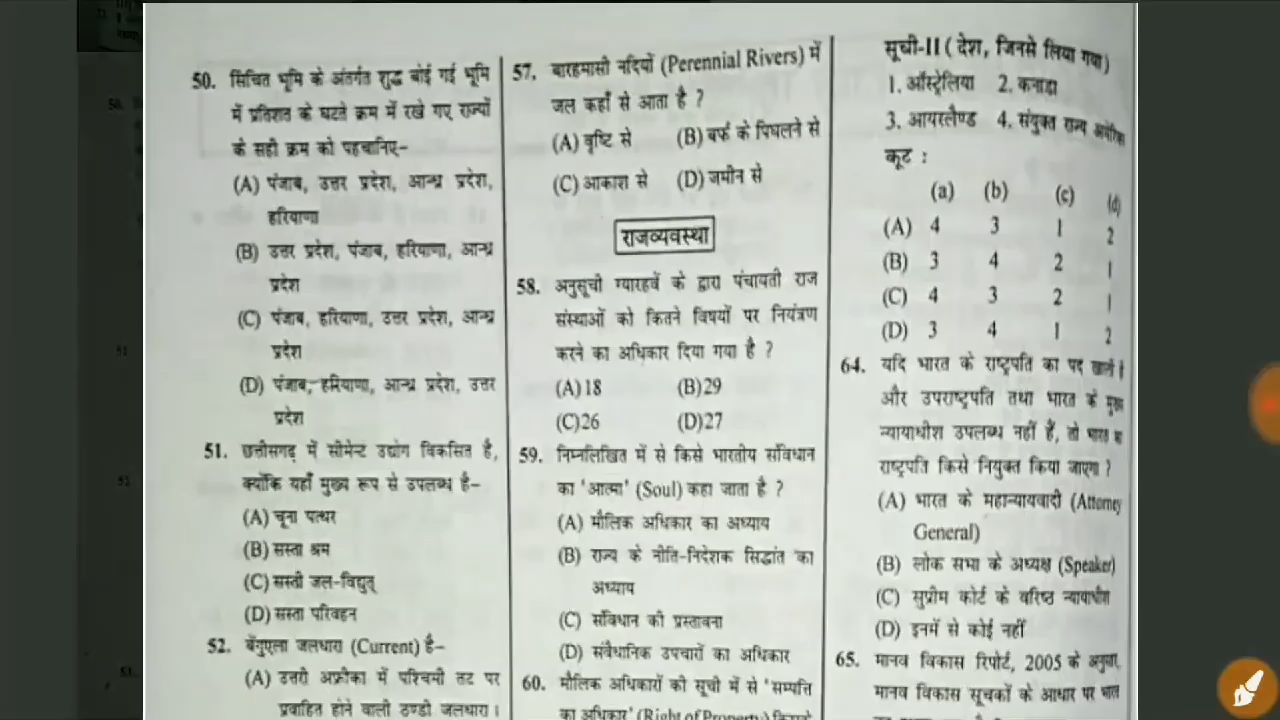 50. सिंचित भूमि के अंतर्गत शुद्ध बोई गई भूमि
में प्रतिशत के घटते क्रम में रखे गए राज्यों
के सही क्रम को पहचानिए-
(A) पंजाब, उत्तर प्रदेश, आन्ध्र प्रदेश,
हरियाणा
(B) उत्तर प्रदेश, पंजाब, हरियाणा, आन्ध्र
प्रदेश
(C) पंजाब, हरियाणा, उत्तर प्रदेश, आन्ध्र
प्रदेश
(D) पंजाब, हरियाणा, आन्ध्र प्रदेश, उत्तर
प्रदेश
51. छत्तीसगढ़ में सीमेन्ट उद्योग विकसित है,
क्योंकि यहाँ मुख्य रूप से उपलब्ध है-
(A) चूना पत्थर
(B) सस्ता श्रम
(C) सस्ती जल-विद्युत्
(D) सस्ता परिवहन
52. बेंगुएला जलधारा (Current) है-
(A) उत्तरी अफ्रीका में पश्चिमी तट पर
प्रवाहित होने वाली ठण्डी जलधारा।
57. बारहमासी नदियों (Perennial Rivers) में
जल कहाँ से आता है ?
(A) वृष्टि से (B) बर्फ के पिघलने से
(C) आकाश से (D) जमीन से
राजव्यवस्था
58. अनुसूची ग्यारहवें के द्वारा पंचायती राज
संस्थाओं को कितने विषयों पर नियंत्रण
करने का अधिकार दिया गया है ?
(A) 18 (B) 29
(C) 26 (D) 27
59. निम्नलिखित में से किसे भारतीय संविधान
का 'आत्मा' (Soul) कहा जाता है ?
(A) मौलिक अधिकार का अध्याय
(B) राज्य के नीति-निदेशक सिद्धांत का
अध्याय
(C) संविधान की प्रस्तावना
(D) संवैधानिक उपचारों का अधिकार
60. मौलिक अधिकारों की सूची में से 'सम्पत्ति
का अधिकार' (Right of Property)
सूची-II ( देश, जिनसे लिया गया)
1. ऑस्ट्रेलिया 2. कनाडा
3. आयरलैण्ड 4. संयुक्त राज्य
कूट :
(a) (b) (c) (d)
(A) 4 3 1 2
(B) 3 4 2 1
(C) 4 3 2 1
(D) 3 4 1 2
64. यदि भारत के राष्ट्रपति का पद खाली है
और उपराष्ट्रपति तथा भारत के मुख्य
न्यायाधीश उपलब्ध नहीं हैं, तो भारत का
राष्ट्रपति किसे नियुक्त किया जाएगा ?
(A) भारत के महान्यायवादी (Attorney
General)
(B) लोक सभा के अध्यक्ष (Speaker)
(C) सुप्रीम कोर्ट के वरिष्ठ न्यायाधीश
(D) इनमें से कोई नहीं
65. मानव विकास रिपोर्ट, 2005 के अनुसार,
मानव विकास सूचकों के आधार पर